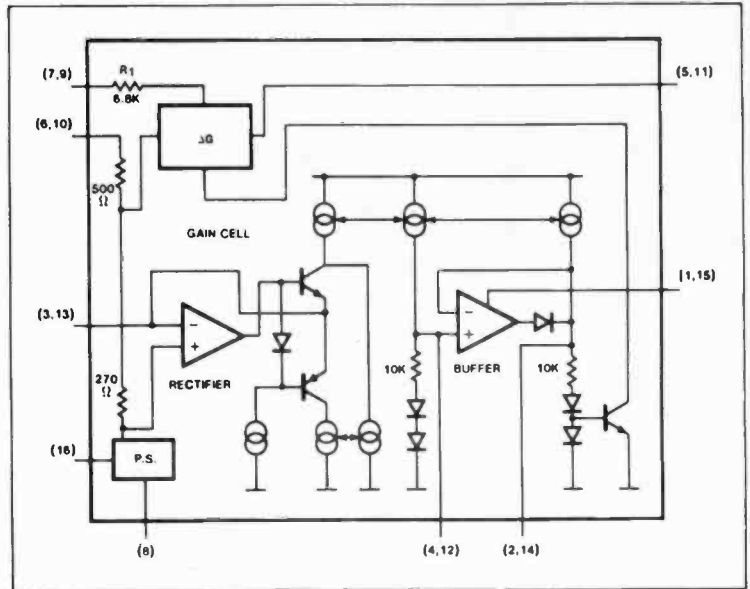 (7,9)
R1
6.8K
(5,11)
(6,10)
ΔG
500
Ω
GAIN CELL
(1,15)
(3,13)
-
+
RECTIFIER
-
+
BUFFER
10K
10K
270
Ω
(16)
P.S.
(8)
(4,12)
(2,14)